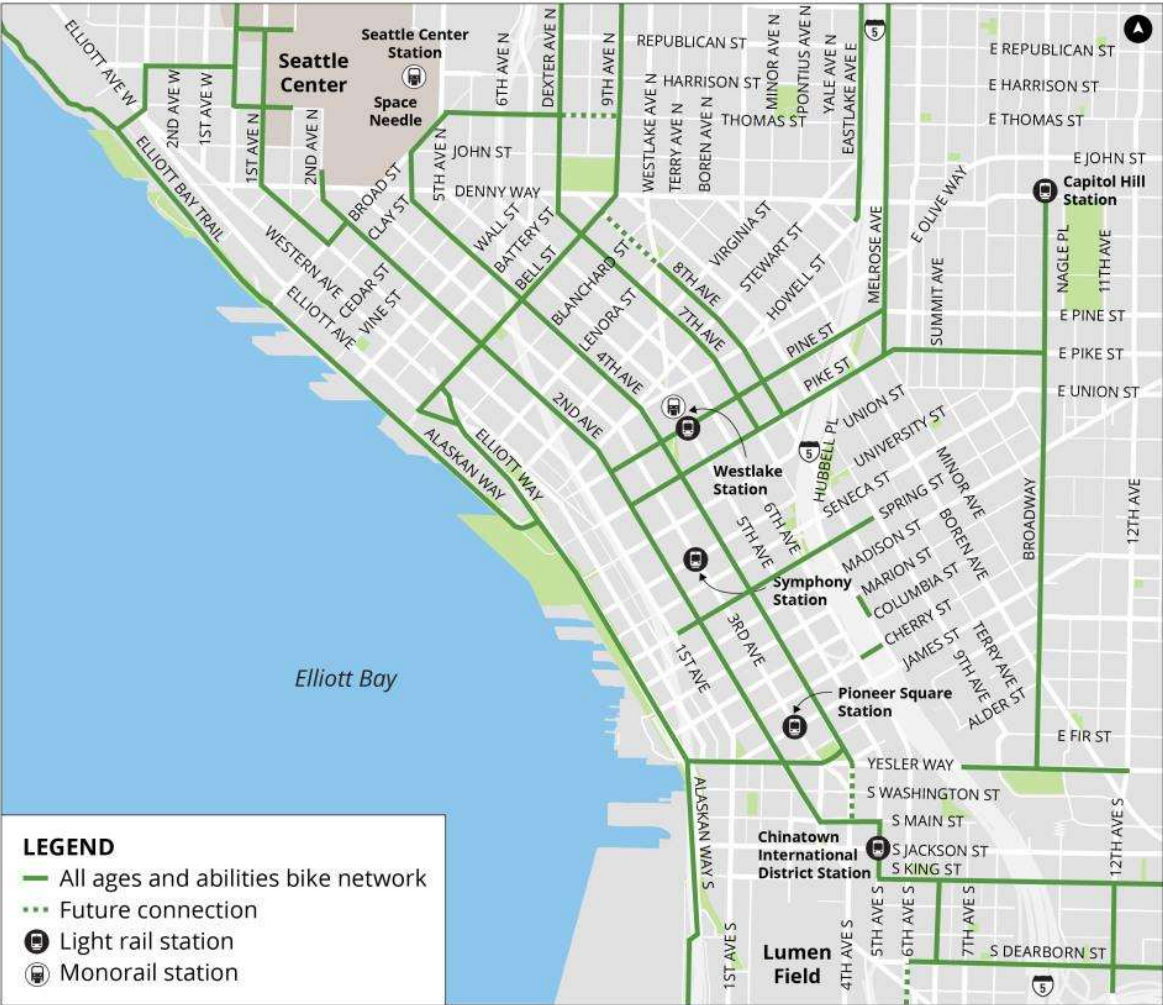 ELLIOTT AVE W
2ND AVE W
1ST AVE W
1ST AVE N
2ND AVE N
Seattle
Center
Seattle Center
Station
Space
Needle
5TH AVE N
6TH AVE N
DEXTER AVE N
9TH AVE N
WESTLAKE AVE N
TERRY AVE N
BOREN AVE N
MINOR AVE N
PONTIUS AVE N
YALE AVE N
EASTLAKE AVE E
5
REPUBLICAN ST
HARRISON ST
THOMAS ST
JOHN ST
DENNY WAY
E REPUBLICAN ST
E HARRISON ST
E THOMAS ST
E JOHN ST
Capitol Hill
Station
E OLIVE WAY
MELROSE AVE
SUMMIT AVE
NAGLE PL
11TH AVE
E PINE ST
E PIKE ST
E UNION ST
ELLIOTT BAY TRAIL
WESTERN AVE
ELLIOTT AVE
BROAD ST
CLAY ST
CEDAR ST
VINE ST
WALL ST
BATTERY ST
BELL ST
BLANCHARD ST
LENORA ST
VIRGINIA ST
STEWART ST
HOWELL ST
8TH AVE
7TH AVE
4TH AVE
2ND AVE
PINE ST
PIKE ST
UNION ST
UNIVERSITY ST
SENECA ST
SPRING ST
MADISON ST
MARION ST
COLUMBIA ST
CHERRY ST
JAMES ST
ALDER ST
HUBBELL PL
5
MINOR AVE
BOREN AVE
TERRY AVE
9TH AVE
BROADWAY
12TH AVE
ALASKAN WAY
ELLIOTT WAY
Westlake
Station
6TH AVE
5TH AVE
Symphony
Station
3RD AVE
1ST AVE
Elliott Bay
Pioneer Square
Station
E FIR ST
YESLER WAY
S WASHINGTON ST
S MAIN ST
S JACKSON ST
S KING ST
Chinatown
International
District Station
ALASKAN WAY S
1ST AVE S
4TH AVE S
5TH AVE S
6TH AVE S
7TH AVE S
12TH AVE S
S DEARBORN ST
5
Lumen
Field
LEGEND
All ages and abilities bike network
Future connection
Light rail station
Monorail station